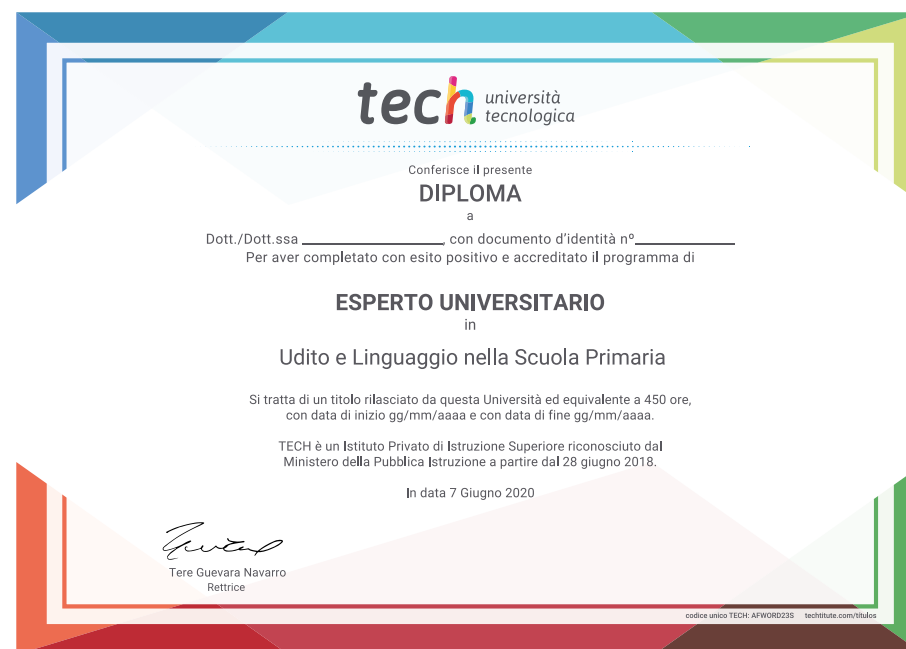 tech università
tecnologica
Conferisce il presente
DIPLOMA
a
Dott./Dott.ssa ____________________, con documento d'identità nº______________
Per aver completato con esito positivo e accreditato il programma di
ESPERTO UNIVERSITARIO
in
Udito e Linguaggio nella Scuola Primaria
Si tratta di un titolo rilasciato da questa Università ed equivalente a 450 ore,
con data di inizio gg/mm/aaaa e con data di fine gg/mm/aaaa.
TECH è un Istituto Privato di Istruzione Superiore riconosciuto dal
Ministero della Pubblica Istruzione a partire dal 28 giugno 2018.
In data 7 Giugno 2020
Tere Guevara Navarro
Rettrice
codice unico TECH: AFWORD23S techtitute.com/titulos